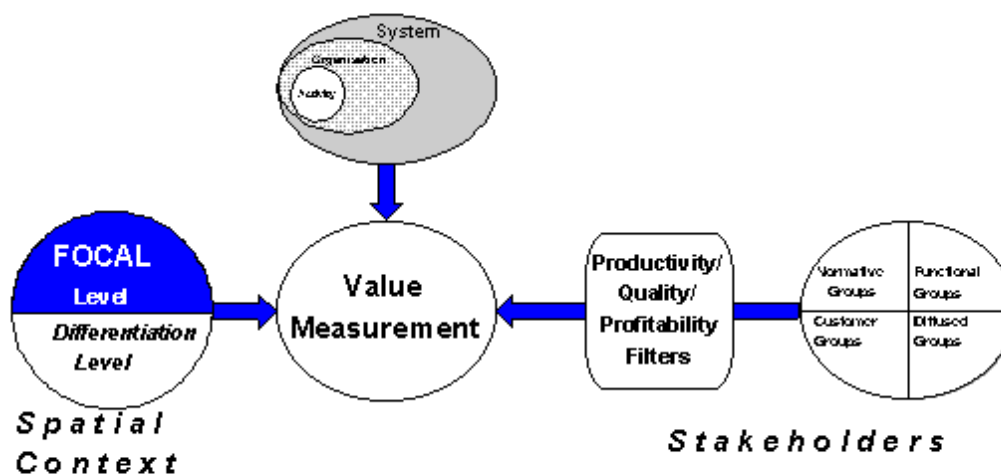 System
Organisation
Activity
FOCAL
Level
Differentiation
Level
Spatial
Context
Value
Measurement
Productivity/
Quality/
Profitability
Filters
Normative
Groups
Functional
Groups
Customer
Groups
Diffused
Groups
Stakeholders